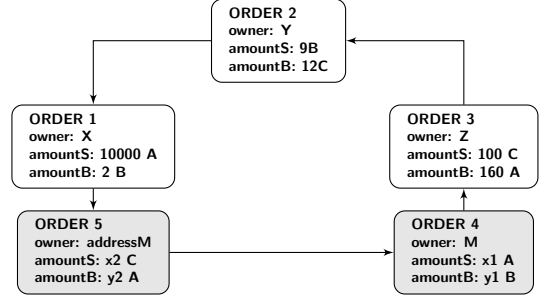 ORDER 2
owner: Y
amountS: 9B
amountB: 12C
ORDER 1
owner: X
amountS: 10000 A
amountB: 2 B
ORDER 3
owner: Z
amountS: 100 C
amountB: 160 A
ORDER 5
owner: addressM
amountS: x2 C
amountB: y2 A
ORDER 4
owner: M
amountS: x1 A
amountB: y1 B